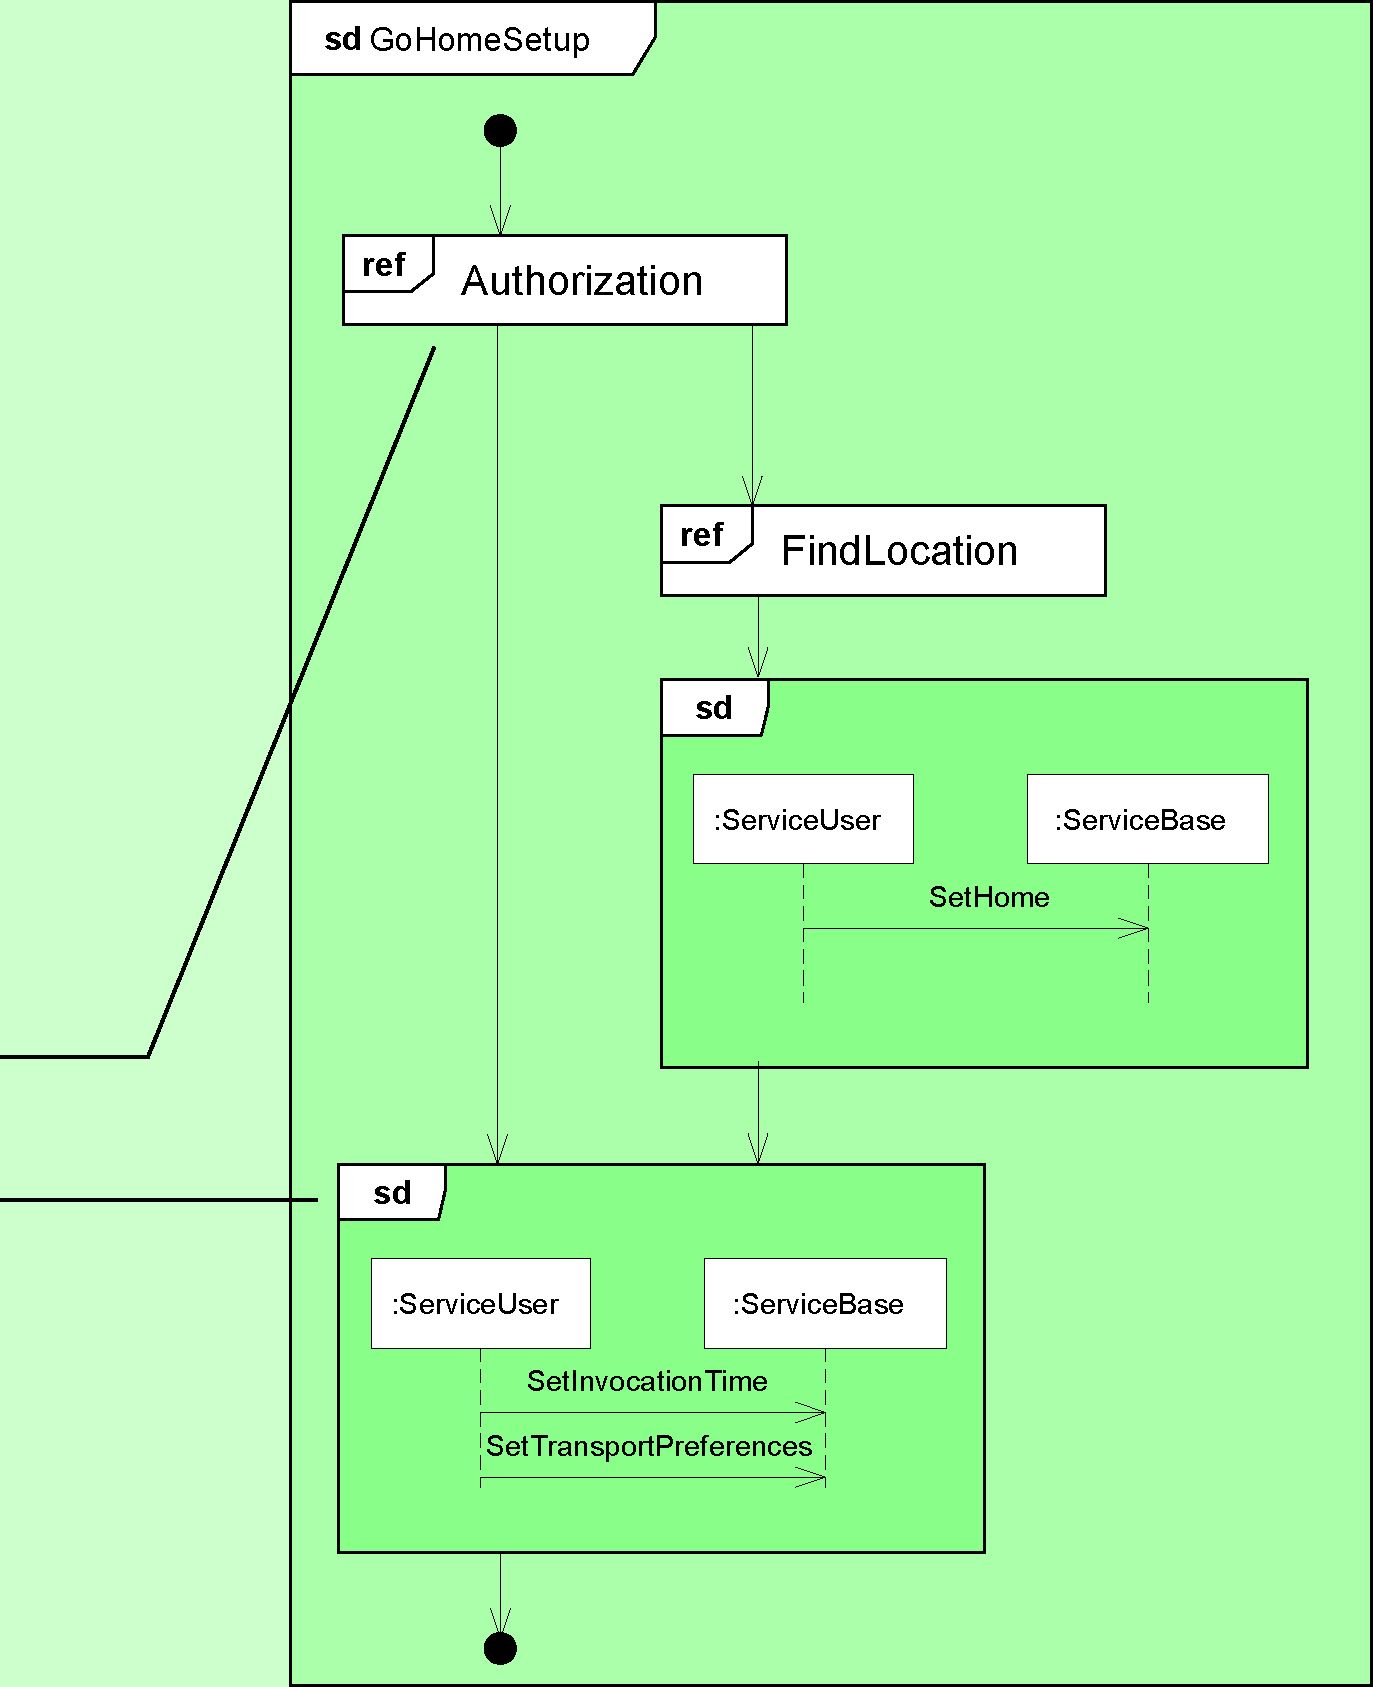 sd GoHomeSetup
ref
Authorization
ref
FindLocation
sd
:ServiceUser
:ServiceBase
SetHome
sd
:ServiceUser
:ServiceBase
SetInvocationTime
SetTransportPreferences